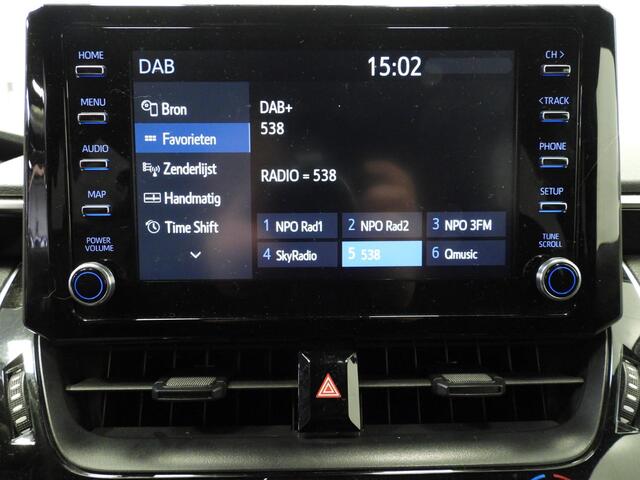 HOME
MENU
AUDIO
MAP
POWER
VOLUME
DAB 15:02
Bron
Favorieten
Zenderlijst
Handmatig
Time Shift
DAB+
538
RADIO = 538
1 NPO Rad1 2 NPO Rad2 3 NPO 3FM
4 SkyRadio 5 538 6 Qmusic
CH >
< TRACK
PHONE
SETUP
TUNE
SCROLL